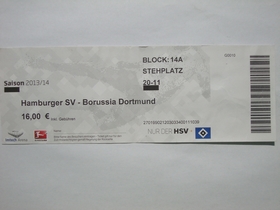 BLOCK: 14A
Saison 2013/14
STEHPLATZ
20-11
Hamburger SV - Borussia Dortmund
16,00 €
NUR DER HSV